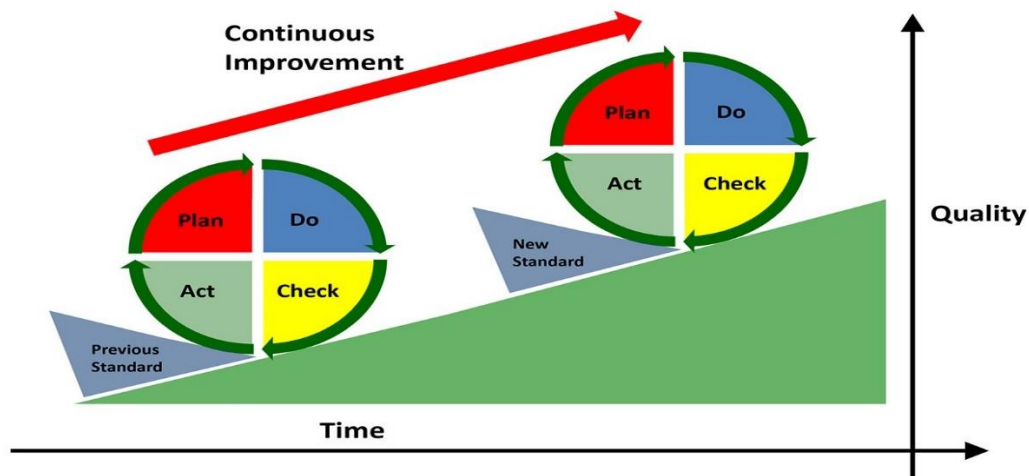 Continuous
Improvement
Plan
Do
Act
Check
Quality
New
Standard
Plan
Do
Act
Check
Previous
Standard
Time